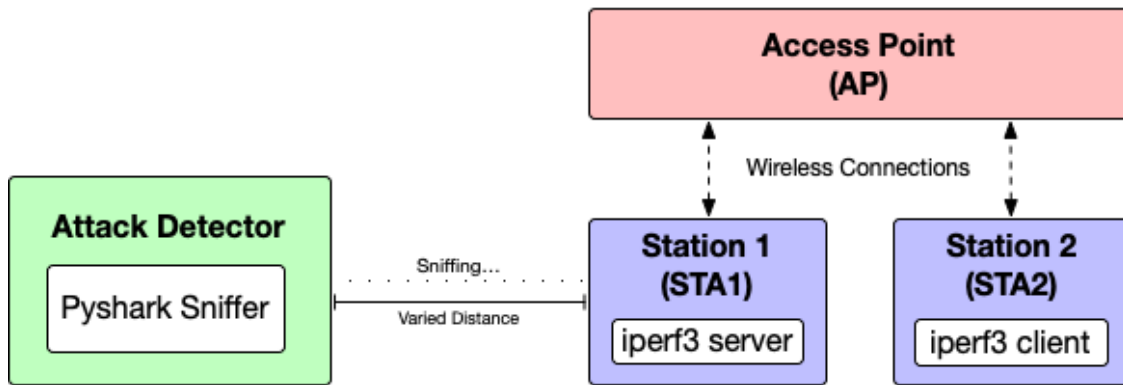 Access Point
(AP)
Wireless Connections
Attack Detector
Pyshark Sniffer
Sniffing...
Varied Distance
Station 1
(STA1)
iperf3 server
Station 2
(STA2)
iperf3 client